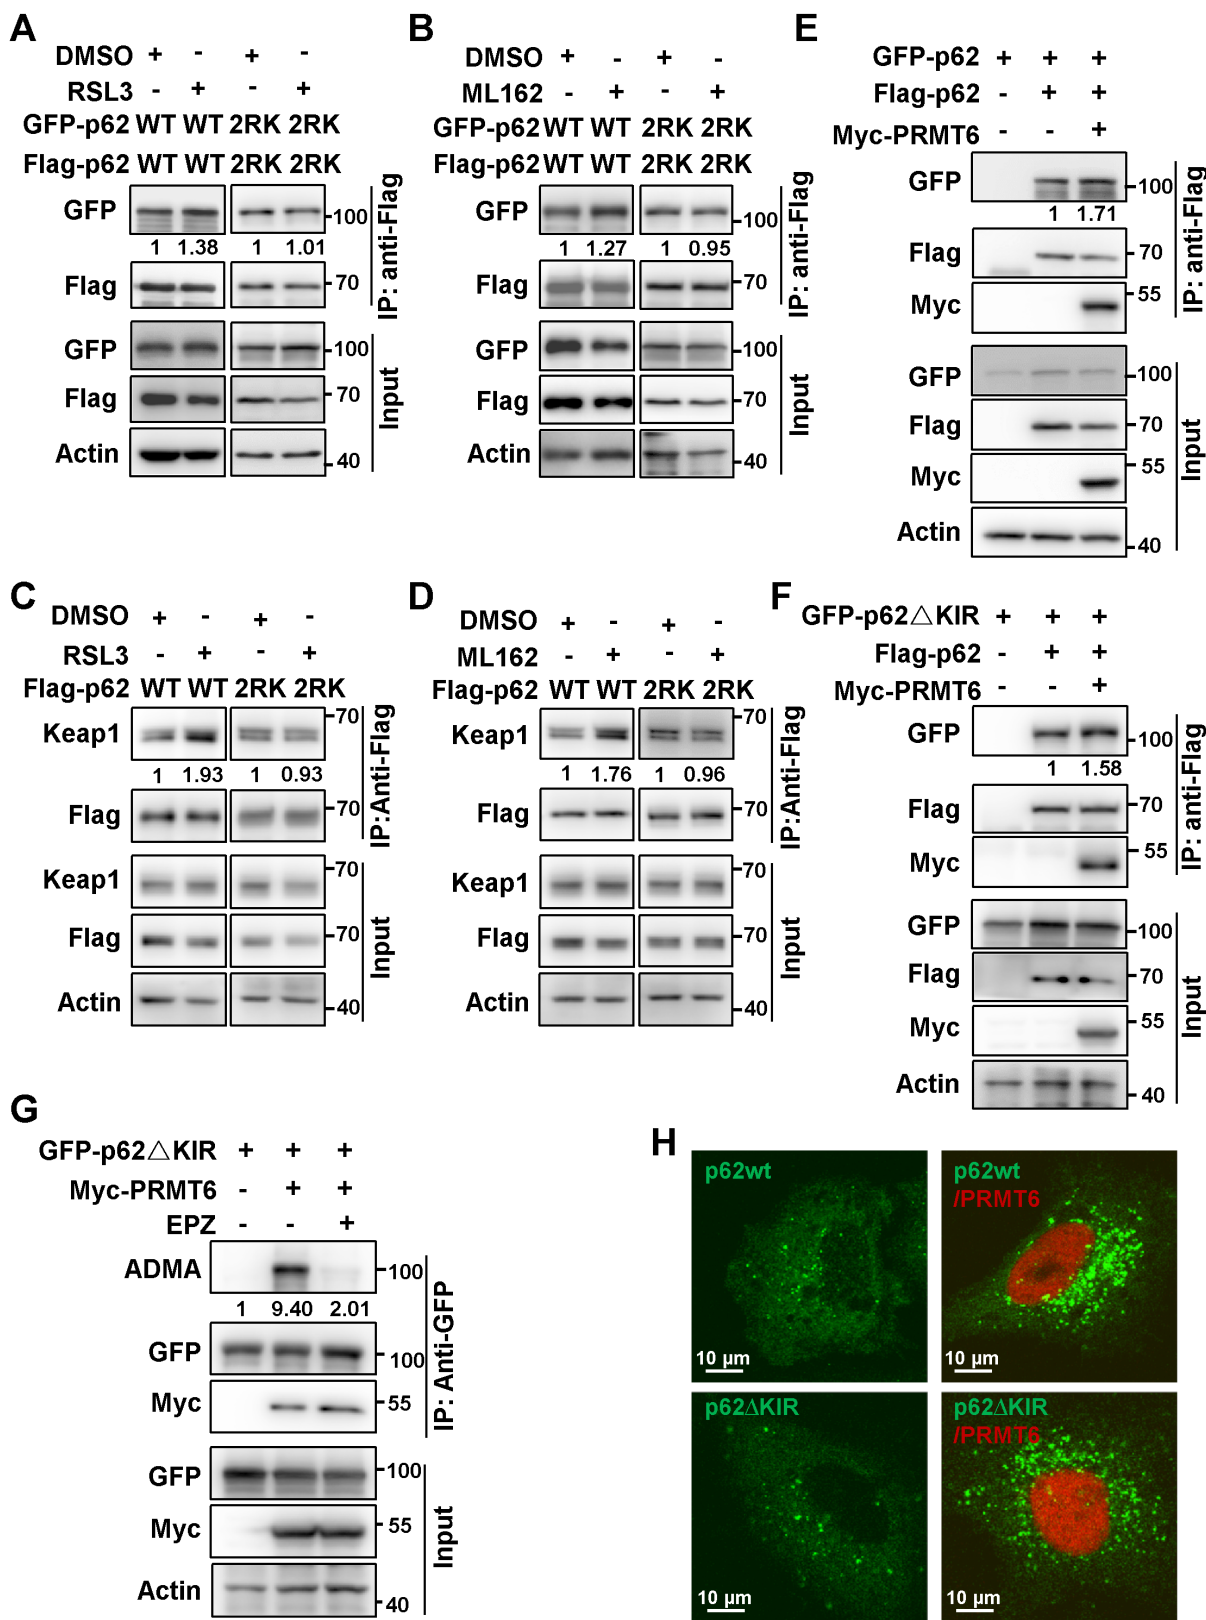 A
DMSO + - + -
RSL3 - + - +
GFP-p62 WT WT 2RK 2RK
Flag-p62 WT WT 2RK 2RK
GFP 100
1 1.38 1 1.01
Flag 70
IP: anti-Flag
GFP 100
Flag 70
Actin 40
Input
B
DMSO + - + -
ML162 - + - +
GFP-p62 WT WT 2RK 2RK
Flag-p62 WT WT 2RK 2RK
GFP 100
1 1.27 1 0.95
Flag 70
IP: anti-Flag
GFP 100
Flag 70
Actin 40
Input
E
GFP-p62 + + +
Flag-p62 - + +
Myc-PRMT6 - - +
GFP 100
1 1.71
Flag 70
Myc 55
IP: anti-Flag
GFP 100
Flag 70
Myc 55
Actin 40
Input
C
DMSO + - + -
RSL3 - + - +
Flag-p62 WT WT 2RK 2RK
Keap1 70
1 1.93 1 0.93
Flag 70
IP:Anti-Flag
Keap1 70
Flag 70
Actin 40
Input
D
DMSO + - + -
ML162 - + - +
Flag-p62 WT WT 2RK 2RK
Keap1 70
1 1.76 1 0.96
Flag 70
IP:Anti-Flag
Keap1 70
Flag 70
Actin 40
Input
F
GFP-p62△KIR + + +
Flag-p62 - + +
Myc-PRMT6 - - +
GFP 100
1 1.58
Flag 70
Myc 55
IP: anti-Flag
GFP 100
Flag 70
Myc 55
Actin 40
Input
G
GFP-p62△KIR + + +
Myc-PRMT6 - + +
EPZ - - +
ADMA 100
1 9.40 2.01
GFP 100
Myc 55
IP: Anti-GFP
GFP 100
Myc 55
Actin 40
Input
H
p62wt
10 µm
p62wt
/PRMT6
10 µm
p62ΔKIR
10 µm
p62ΔKIR
/PRMT6
10 µm